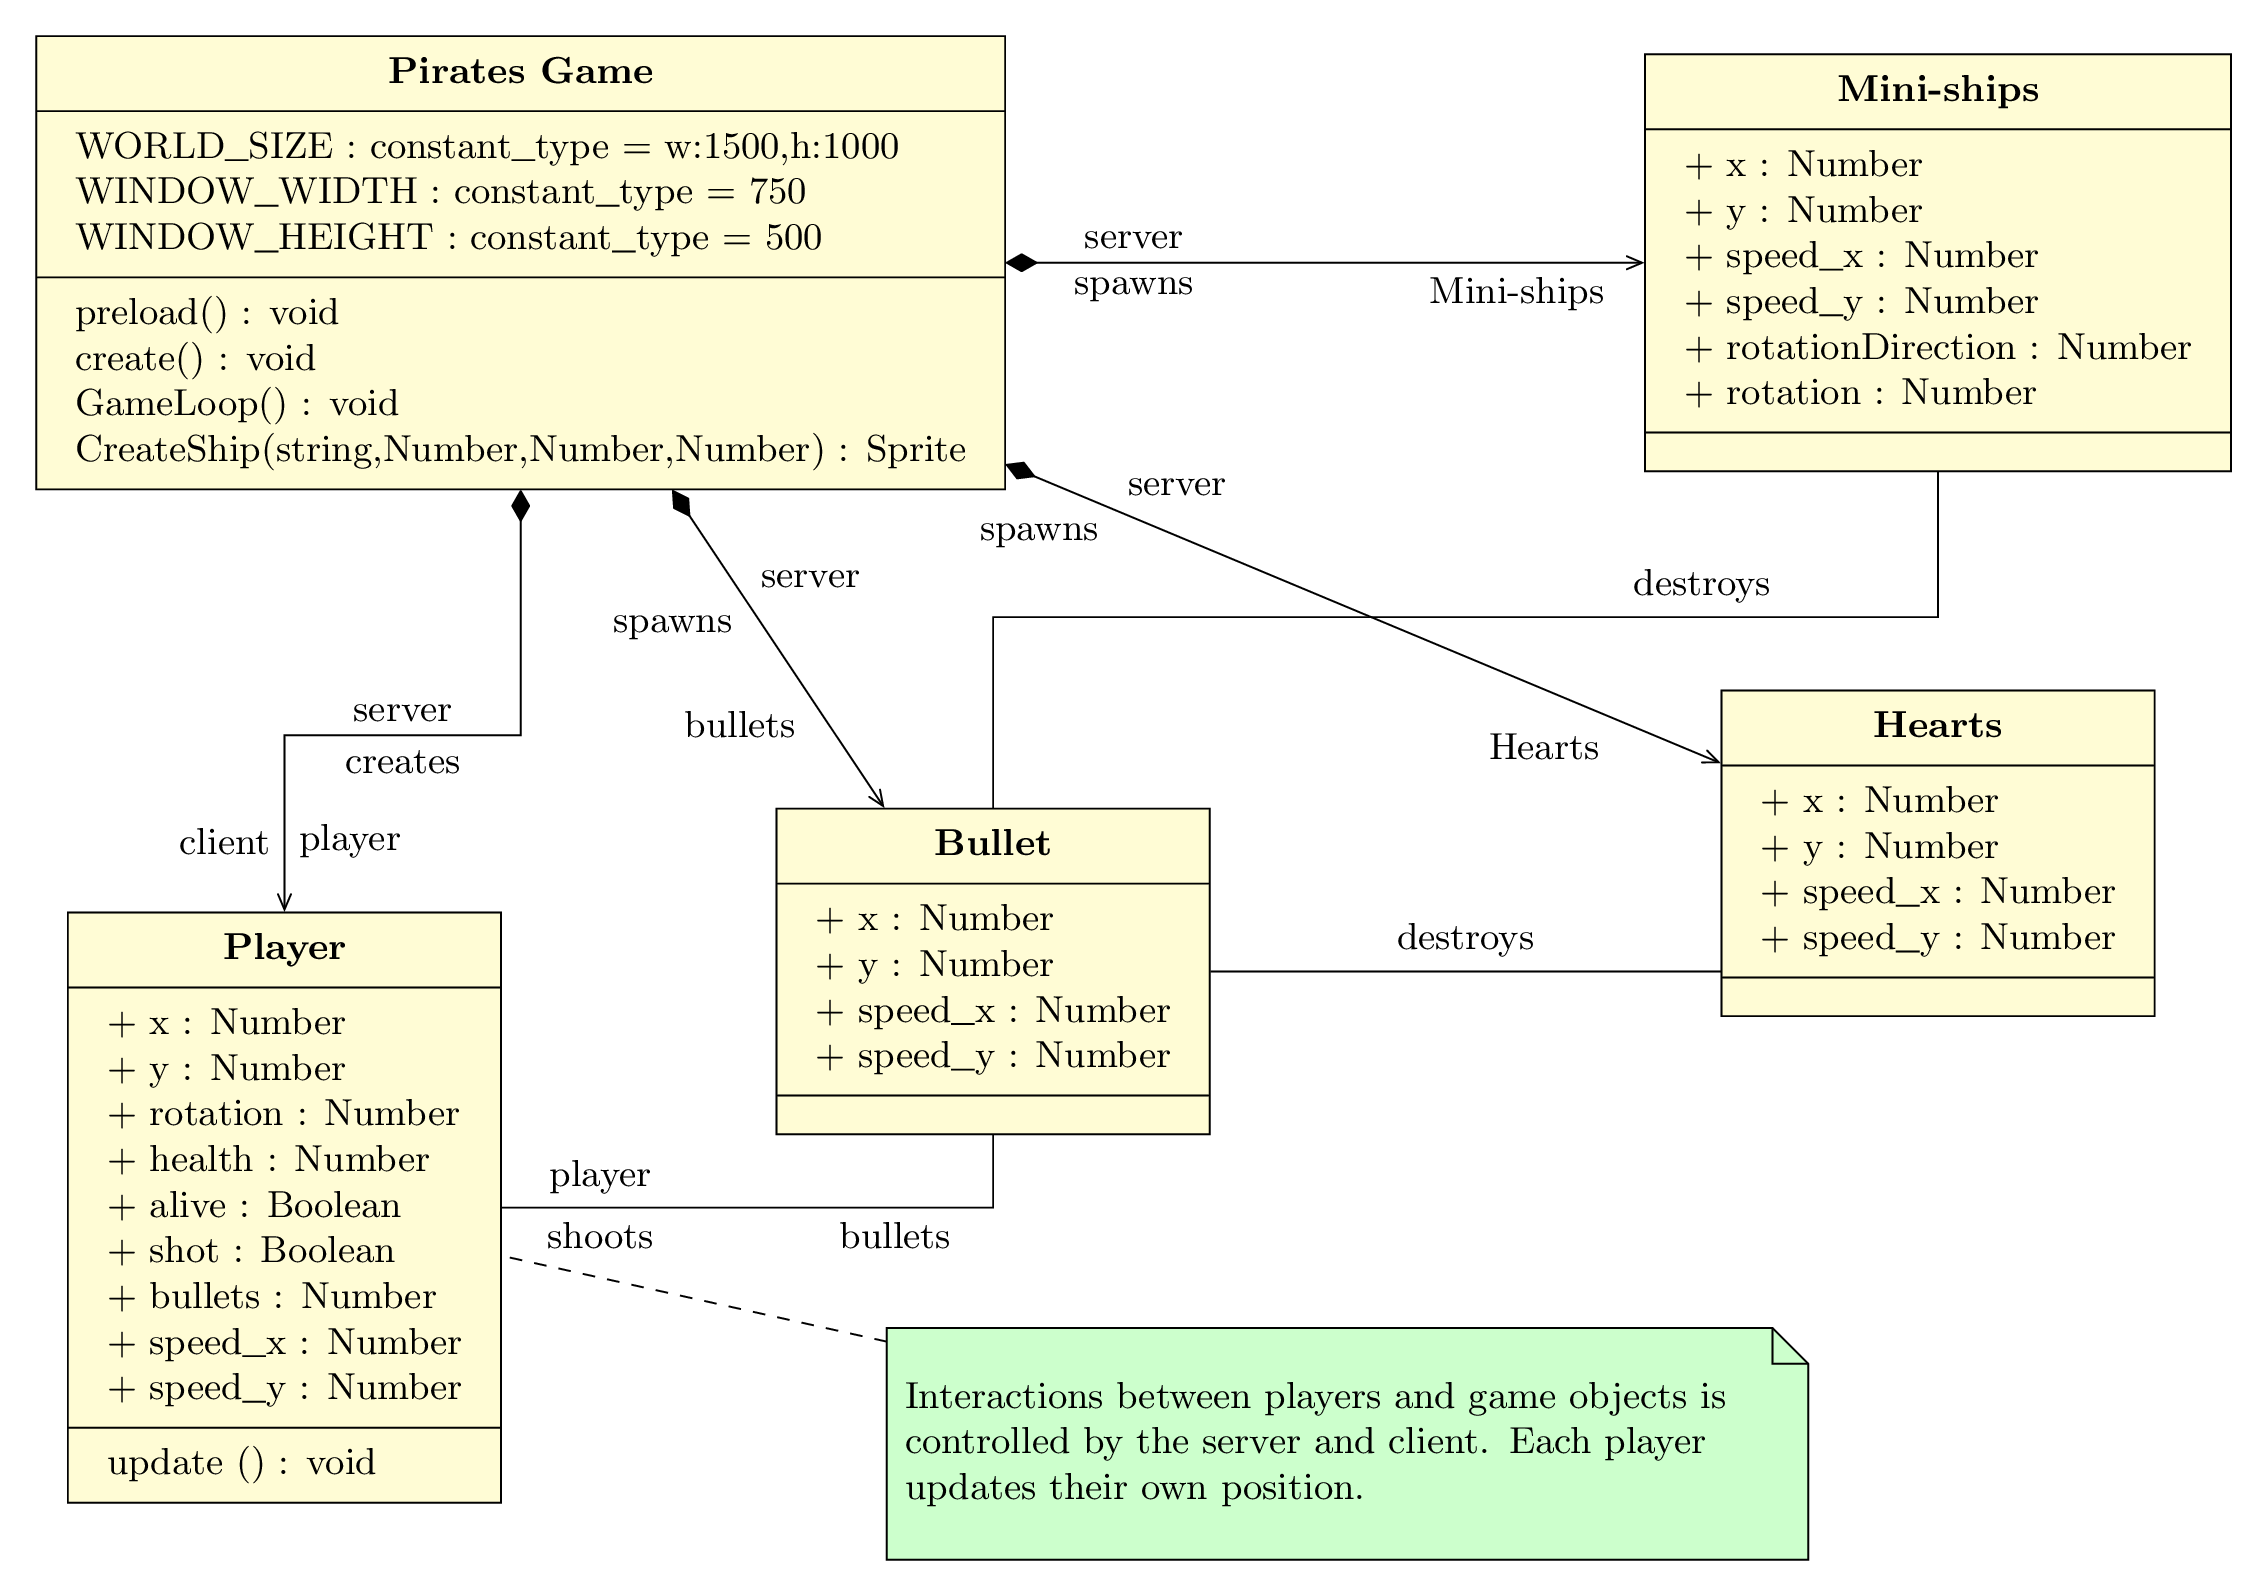 Pirates Game
WORLD_SIZE : constant_type = w:1500,h:1000
WINDOW_WIDTH : constant_type = 750
WINDOW_HEIGHT : constant_type = 500
preload() : void
create() : void
GameLoop() : void
CreateShip(string,Number,Number,Number) : Sprite
server
spawns
Mini-ships
Mini-ships
+ x : Number
+ y : Number
+ speed_x : Number
+ speed_y : Number
+ rotationDirection : Number
+ rotation : Number
server
spawns
Hearts
destroys
server
spawns
bullets
server
creates
client
player
Hearts
+ x : Number
+ y : Number
+ speed_x : Number
+ speed_y : Number
Bullet
+ x : Number
+ y : Number
+ speed_x : Number
+ speed_y : Number
destroys
Player
+ x : Number
+ y : Number
+ rotation : Number
+ health : Number
+ alive : Boolean
+ shot : Boolean
+ bullets : Number
+ speed_x : Number
+ speed_y : Number
update () : void
player
shoots
bullets
Interactions between players and game objects is
controlled by the server and client. Each player
updates their own position.